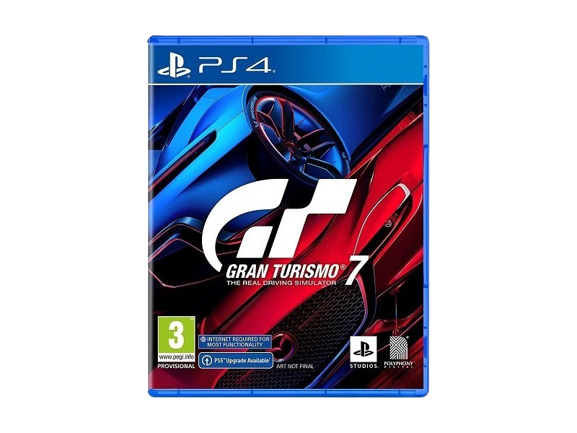 PS4
GT
GRAN TURISMO® 7
THE REAL DRIVING SIMULATOR
3
www.pegi.info
PROVISIONAL
INTERNET REQUIRED FOR
MOST FUNCTIONALITY
PS5™ Upgrade Available
ART NOT FINAL
STUDIOS
POLYPHONY
DIGITAL